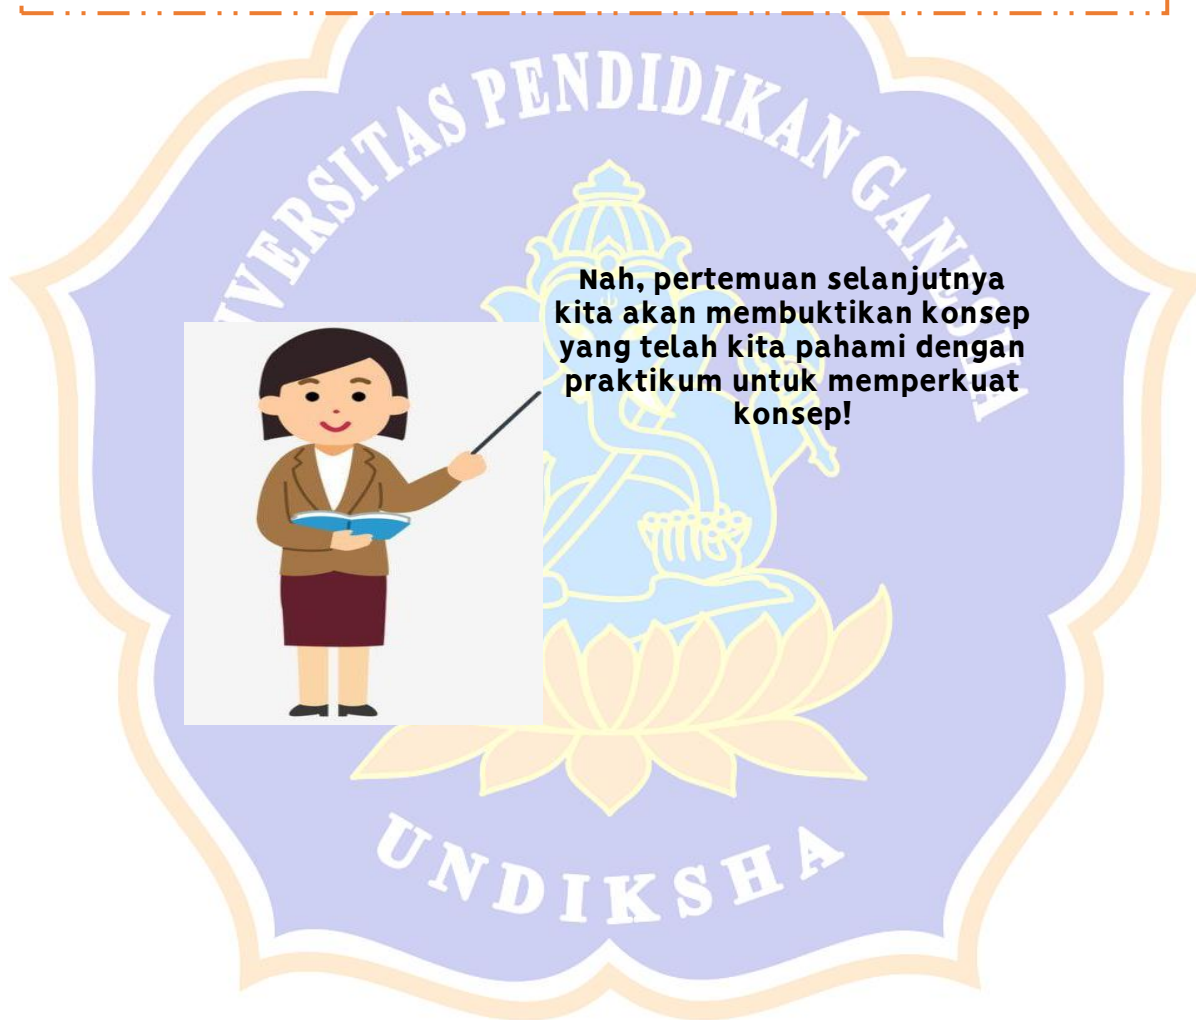 UNIVERSITAS PENDIDIKAN GANESHA
Nah, pertemuan selanjutnya
kita akan membuktikan konsep
yang telah kita pahami dengan
praktikum untuk memperkuat
konsep!
UNDIKSHA